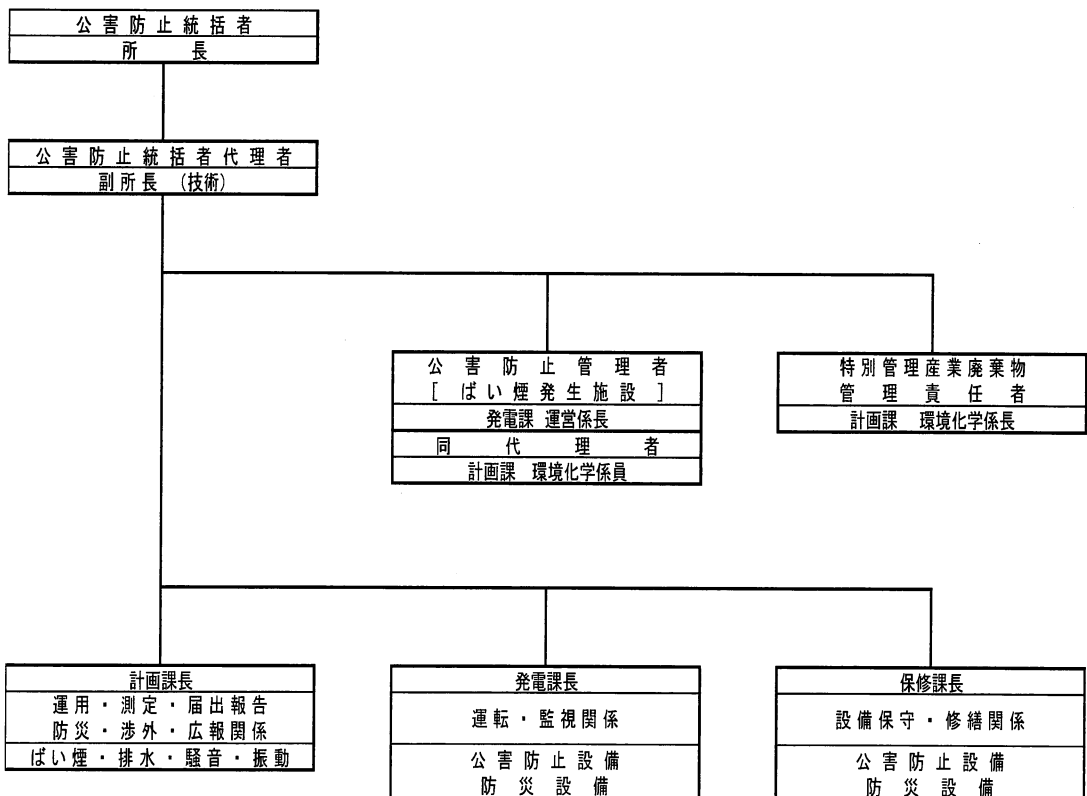 公害防止統括者
所長
公害防止統括者代理者
副所長 (技術)
公害防止管理者
[ばい煙発生施設]
発電課 運営係長
同代理者
計画課 環境化学係員
特別管理産業廃棄物
管理責任者
計画課 環境化学係長
計画課長
運用・測定・届出報告
防災・渉外・広報関係
ばい煙・排水・騒音・振動
発電課長
運転・監視関係
公害防止設備
防災設備
保修課長
設備保守・修繕関係
公害防止設備
防災設備